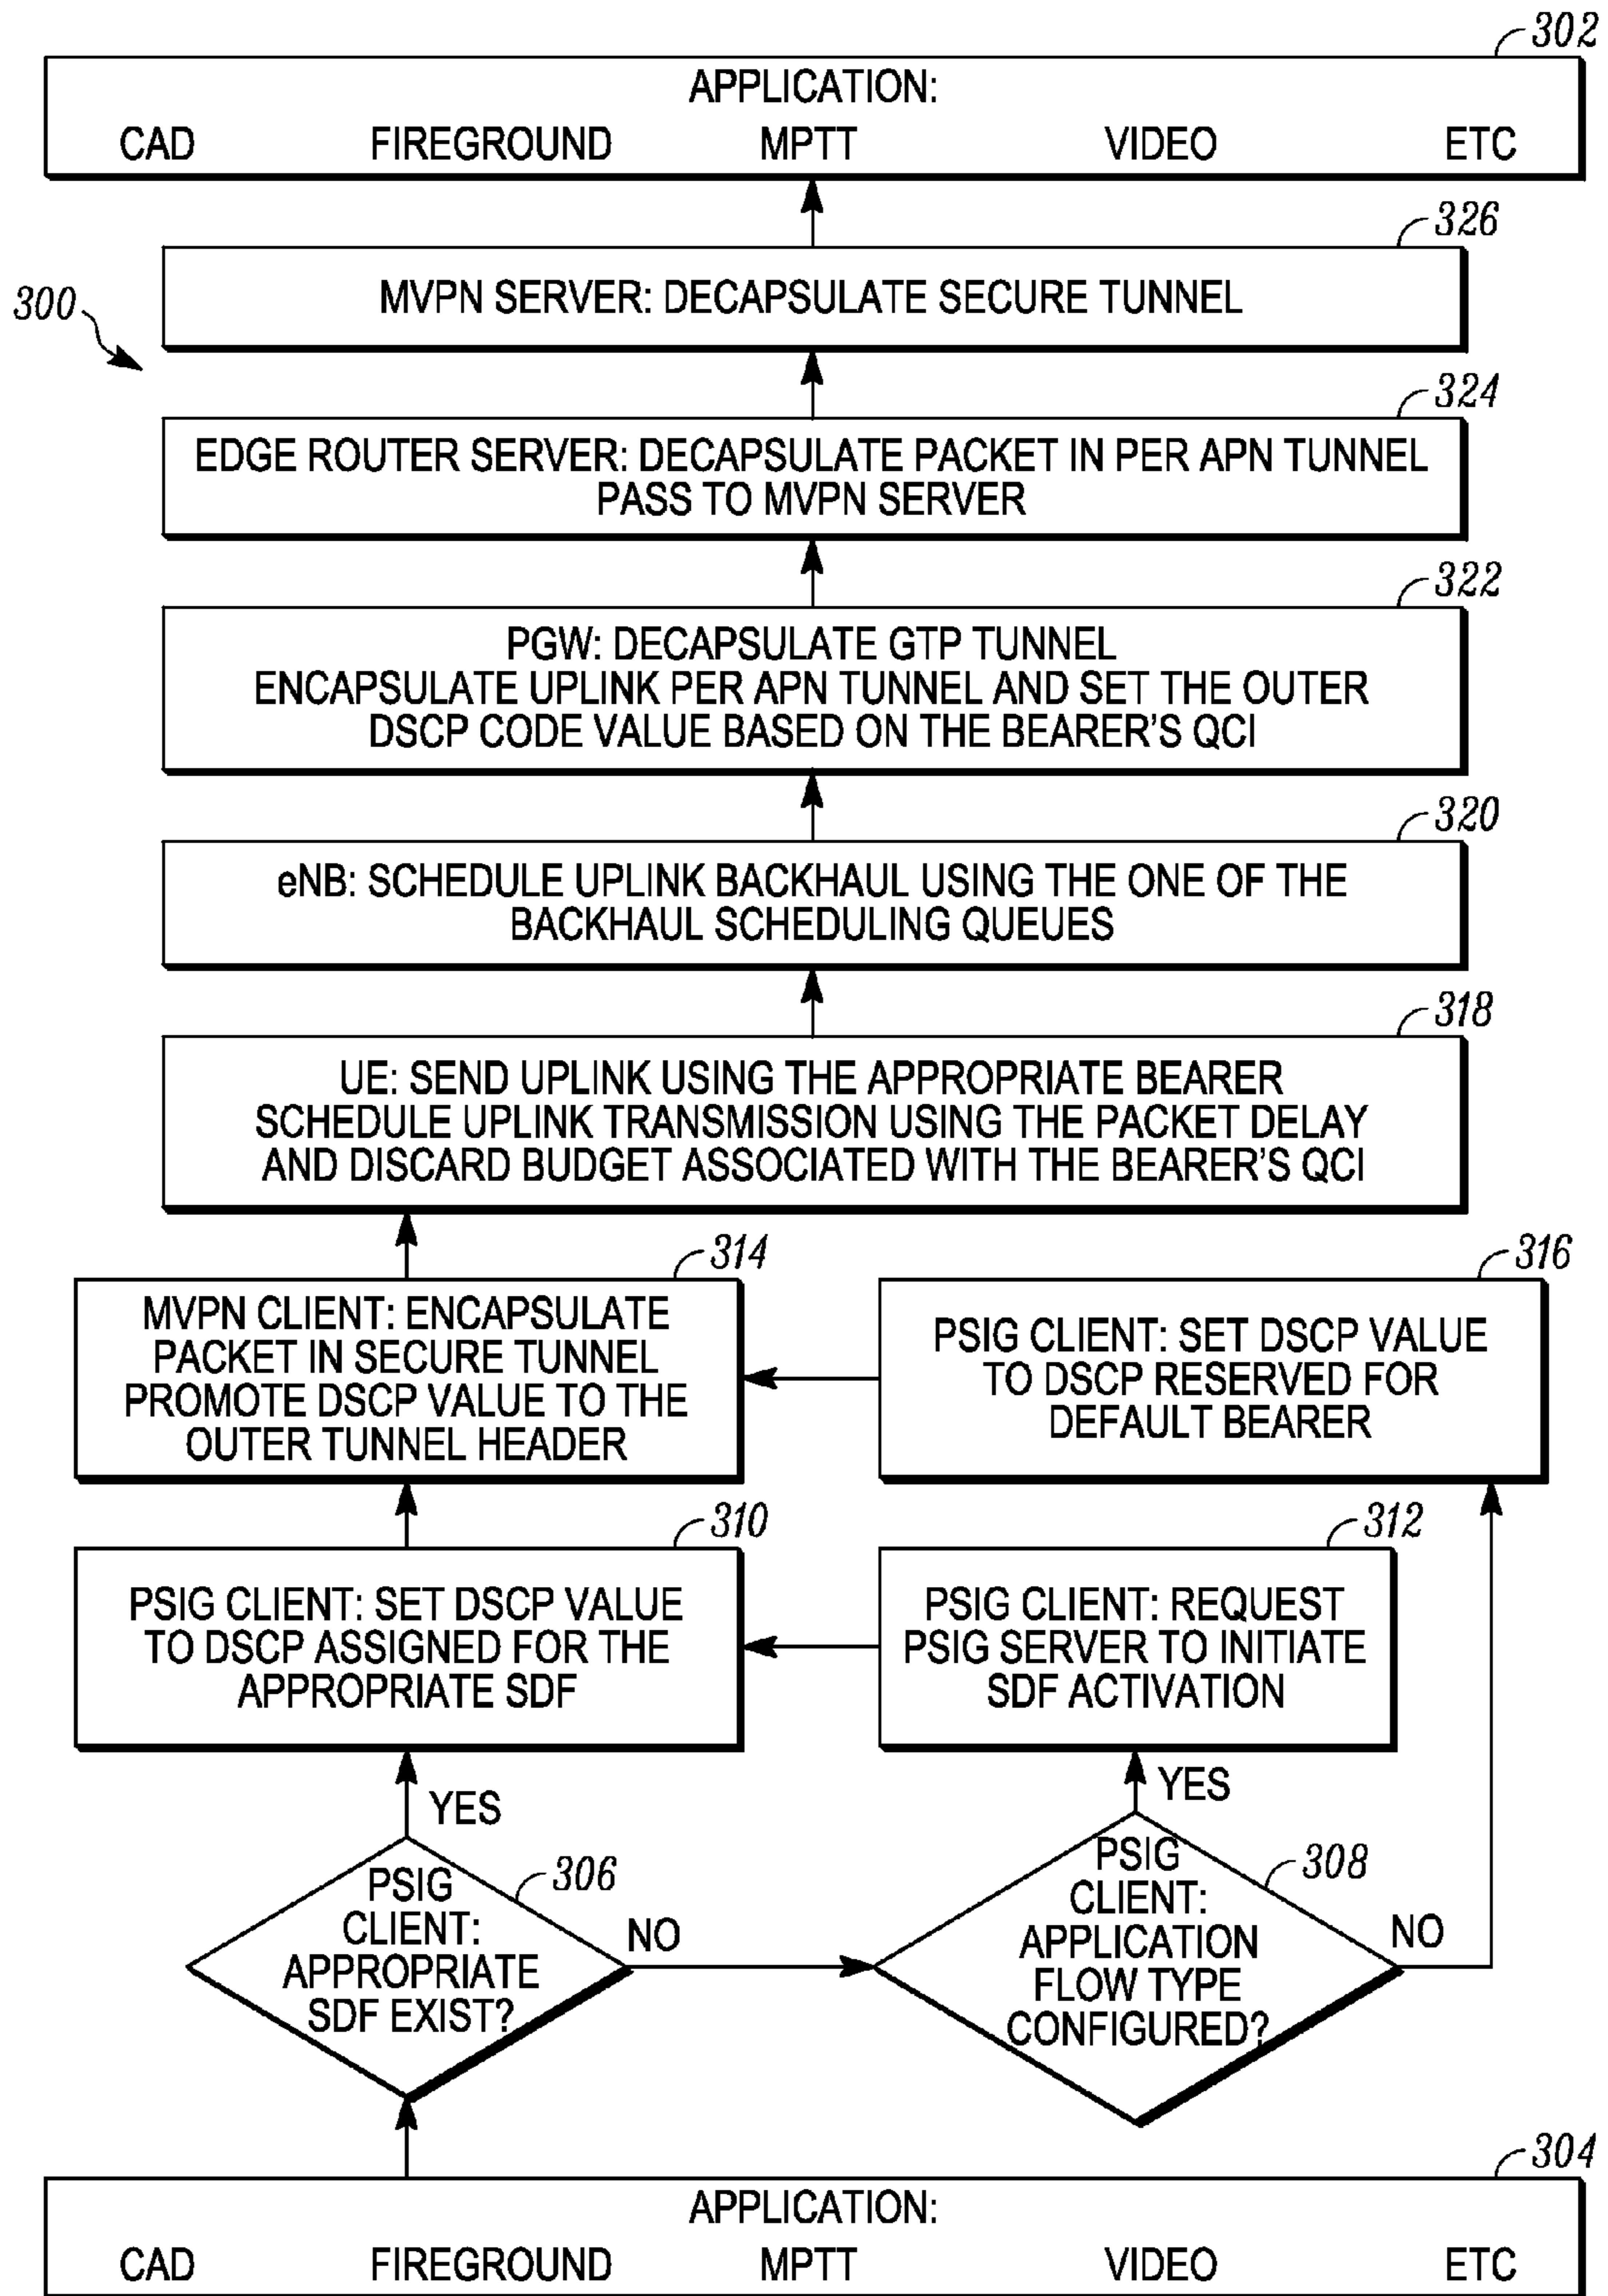 302
APPLICATION:
CAD FIREGROUND MPTT VIDEO ETC
326
MVPN SERVER: DECAPSULATE SECURE TUNNEL
300
324
EDGE ROUTER SERVER: DECAPSULATE PACKET IN PER APN TUNNEL
PASS TO MVPN SERVER
322
PGW: DECAPSULATE GTP TUNNEL
ENCAPSULATE UPLINK PER APN TUNNEL AND SET THE OUTER
DSCP CODE VALUE BASED ON THE BEARER'S QCI
320
eNB: SCHEDULE UPLINK BACKHAUL USING THE ONE OF THE
BACKHAUL SCHEDULING QUEUES
318
UE: SEND UPLINK USING THE APPROPRIATE BEARER
SCHEDULE UPLINK TRANSMISSION USING THE PACKET DELAY
AND DISCARD BUDGET ASSOCIATED WITH THE BEARER'S QCI
314
MVPN CLIENT: ENCAPSULATE
PACKET IN SECURE TUNNEL
PROMOTE DSCP VALUE TO THE
OUTER TUNNEL HEADER
316
PSIG CLIENT: SET DSCP VALUE
TO DSCP RESERVED FOR
DEFAULT BEARER
310
PSIG CLIENT: SET DSCP VALUE
TO DSCP ASSIGNED FOR THE
APPROPRIATE SDF
312
PSIG CLIENT: REQUEST
PSIG SERVER TO INITIATE
SDF ACTIVATION
YES
YES
306
PSIG
CLIENT:
APPROPRIATE
SDF EXIST?
NO
308
PSIG
CLIENT:
APPLICATION
FLOW TYPE
CONFIGURED?
NO
304
APPLICATION:
CAD FIREGROUND MPTT VIDEO ETC